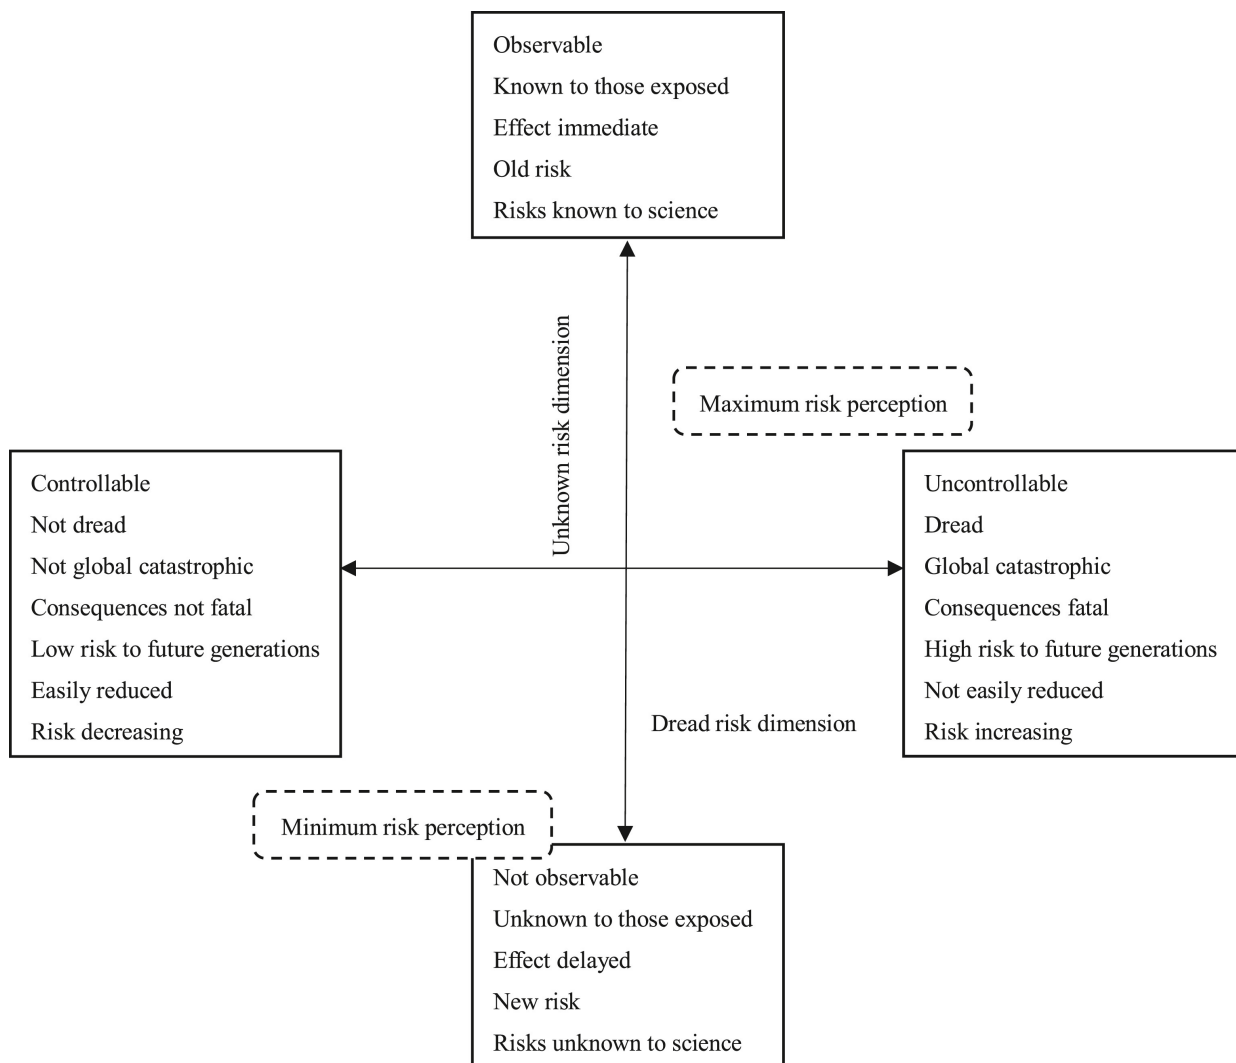 Observable
Known to those exposed
Effect immediate
Old risk
Risks known to science
Unknown risk dimension
Maximum risk perception
Controllable
Not dread
Not global catastrophic
Consequences not fatal
Low risk to future generations
Easily reduced
Risk decreasing
Uncontrollable
Dread
Global catastrophic
Consequences fatal
High risk to future generations
Not easily reduced
Risk increasing
Dread risk dimension
Minimum risk perception
Not observable
Unknown to those exposed
Effect delayed
New risk
Risks unknown to science